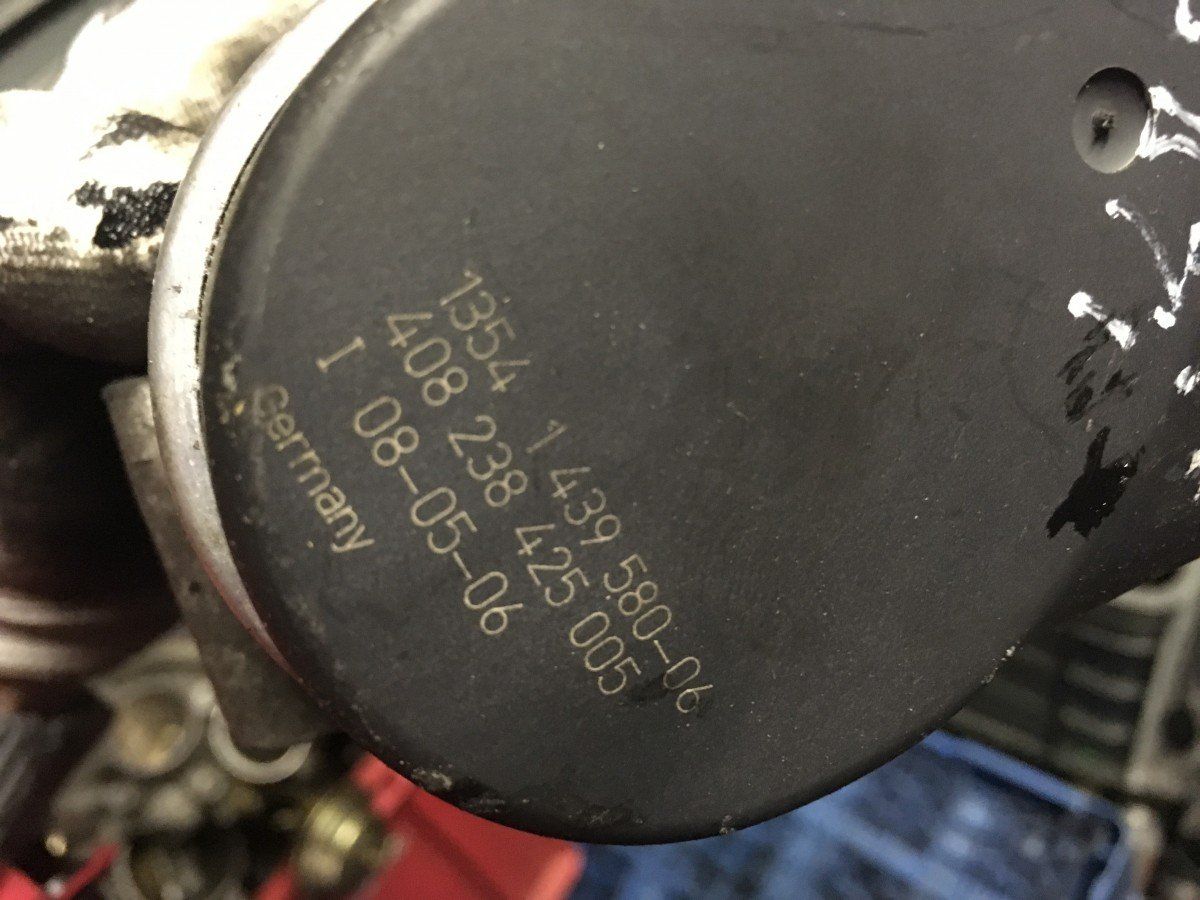 1354 1 439 580-06
408 238 425 005
I 08-05-06
Germany